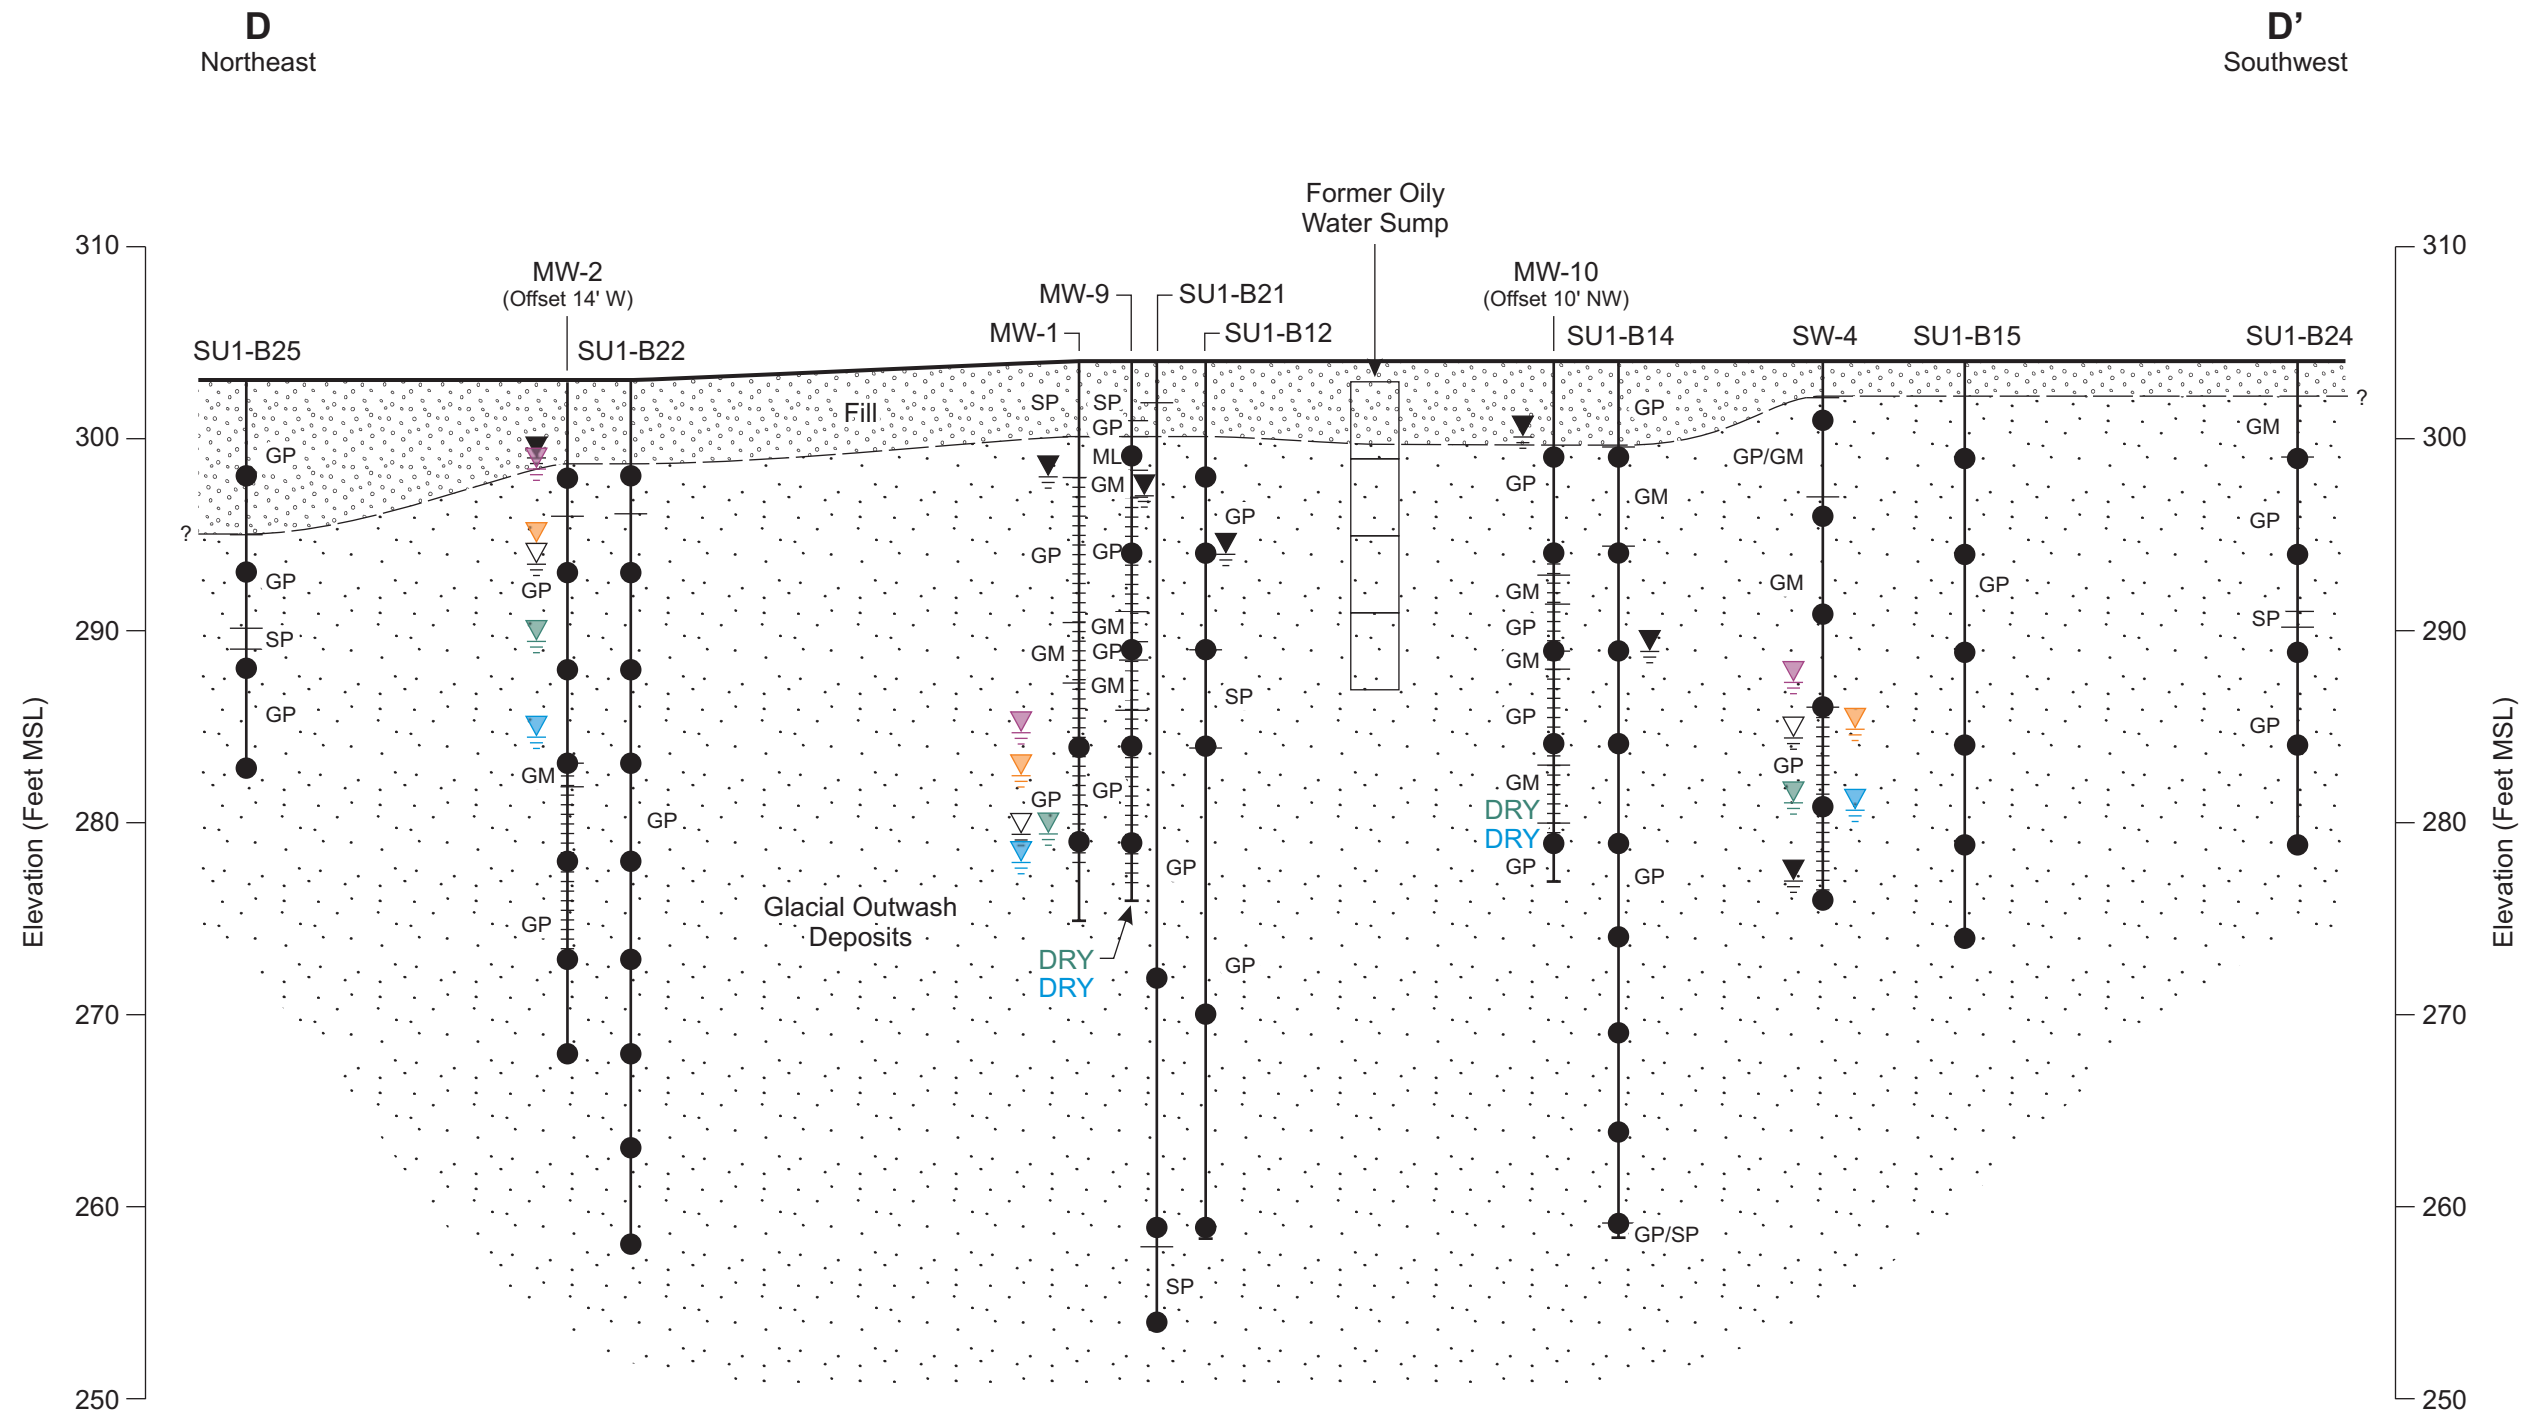 D
Northeast
D’
Southwest
Former Oily
Water Sump
310
310
MW-2
(Offset 14' W)
MW-10
(Offset 10' NW)
MW-9
SU1-B21
MW-1
SU1-B12
SU1-B14
SW-4
SU1-B15
SU1-B24
SU1-B25
SU1-B22
Fill
SP
SP
GP
GP
?
GM
300
300
GP
ML
GP/GM
GM
GP
GM
GP
GP
?
GP
GP
GP
GM
GP
GP
GP
GM
SP
290
290
SP
GM
GP
GM
GP
GM
GM
SP
GP
GP
GP
Elevation (Feet MSL)
Elevation (Feet MSL)
GP
GM
GM
GP
GP
DRY
280
280
GP
DRY
GP
GP
GP
Glacial Outwash
Deposits
GP
DRY
DRY
GP
270
270
260
260
GP/SP
SP
250
250